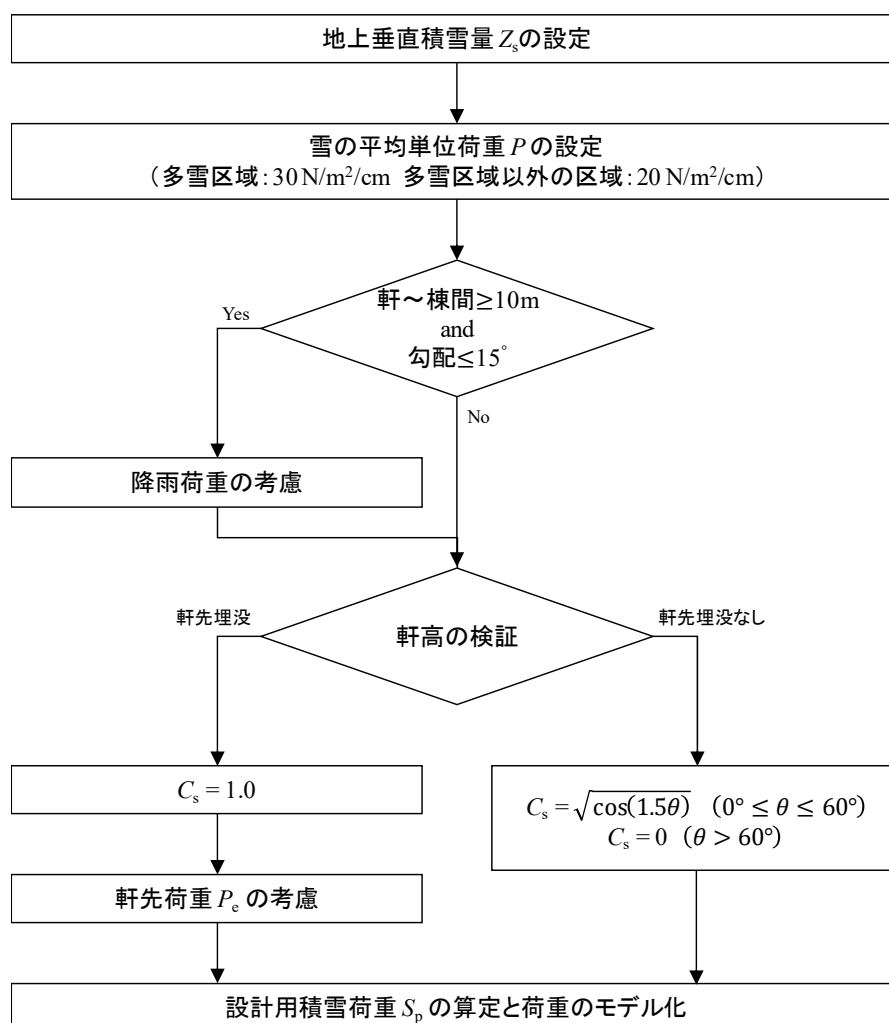 地上垂直積雪量 Zsの設定
雪の平均単位荷重 P の設定
（多雪区域：30 N/m²/cm 多雪区域以外の区域：20 N/m²/cm）
軒～棟間≥10m
and
勾配≤15°
Yes
No
降雨荷重の考慮
軒先埋没
軒高の検証
軒先埋没なし
Cs = 1.0
Cs = √cos(1.5θ) （0° ≤ θ ≤ 60°）
Cs = 0 （θ > 60°）
軒先荷重 Pe の考慮
設計用積雪荷重 Sp の算定と荷重のモデル化